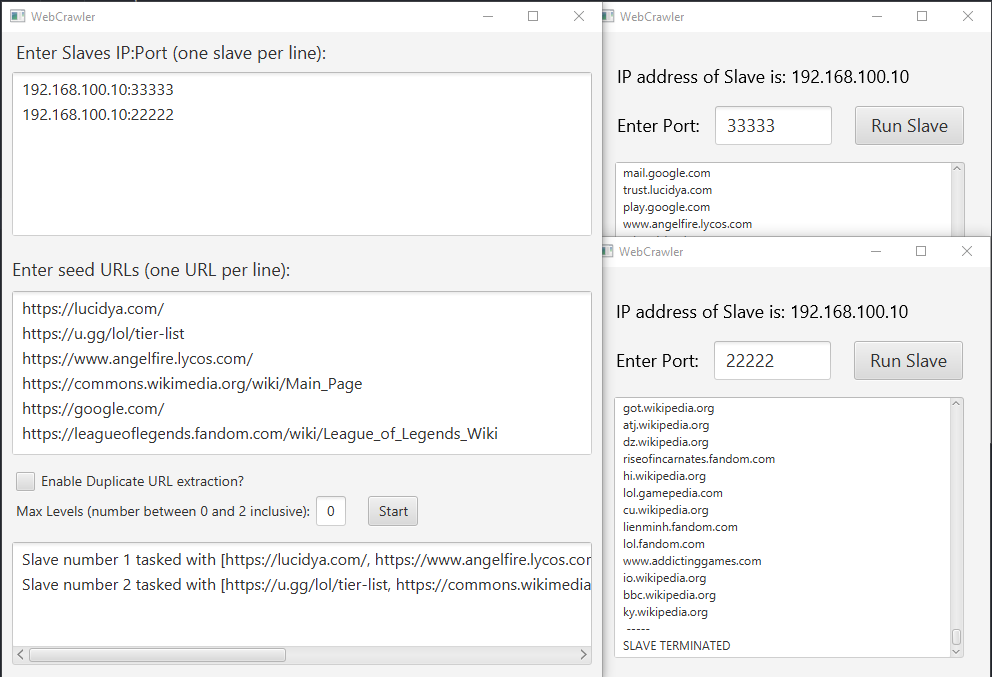 WebCrawler
Enter Slaves IP:Port (one slave per line):
192.168.100.10:33333
192.168.100.10:22222
Enter seed URLs (one URL per line):
https://lucidya.com/
https://u.gg/lol/tier-list
https://www.angelfire.lycos.com/
https://commons.wikimedia.org/wiki/Main_Page
https://google.com/
https://leagueoflegends.fandom.com/wiki/League_of_Legends_Wiki
Enable Duplicate URL extraction?
Max Levels (number between 0 and 2 inclusive): 0 Start
Slave number 1 tasked with [https://lucidya.com/, https://www.angelfire.lycos.com
Slave number 2 tasked with [https://u.gg/lol/tier-list, https://commons.wikimedia
WebCrawler
IP address of Slave is: 192.168.100.10
Enter Port: 33333 Run Slave
mail.google.com
trust.lucidya.com
play.google.com
www.angelfire.lycos.com
WebCrawler
IP address of Slave is: 192.168.100.10
Enter Port: 22222 Run Slave
got.wikipedia.org
atj.wikipedia.org
dz.wikipedia.org
riseofincarnates.fandom.com
hi.wikipedia.org
lol.gamepedia.com
cu.wikipedia.org
lienminh.fandom.com
lol.fandom.com
www.addictinggames.com
io.wikipedia.org
bbc.wikipedia.org
ky.wikipedia.org
-----
SLAVE TERMINATED